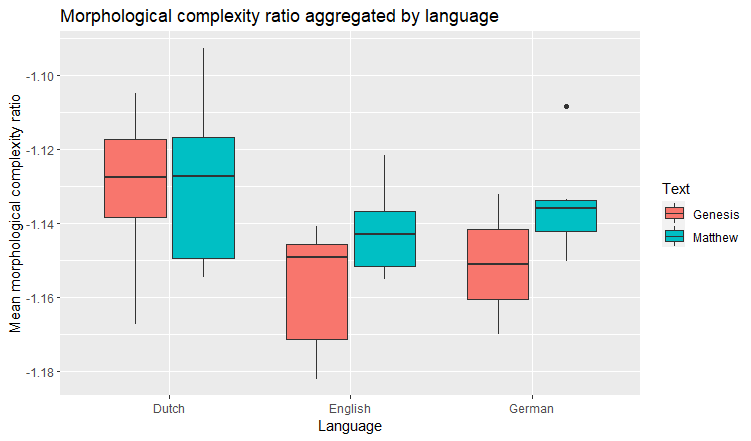 Morphological complexity ratio aggregated by language
Mean morphological complexity ratio
-1.10
-1.12
-1.14
-1.16
-1.18
Dutch
English
German
Language
Text
Genesis
Matthew